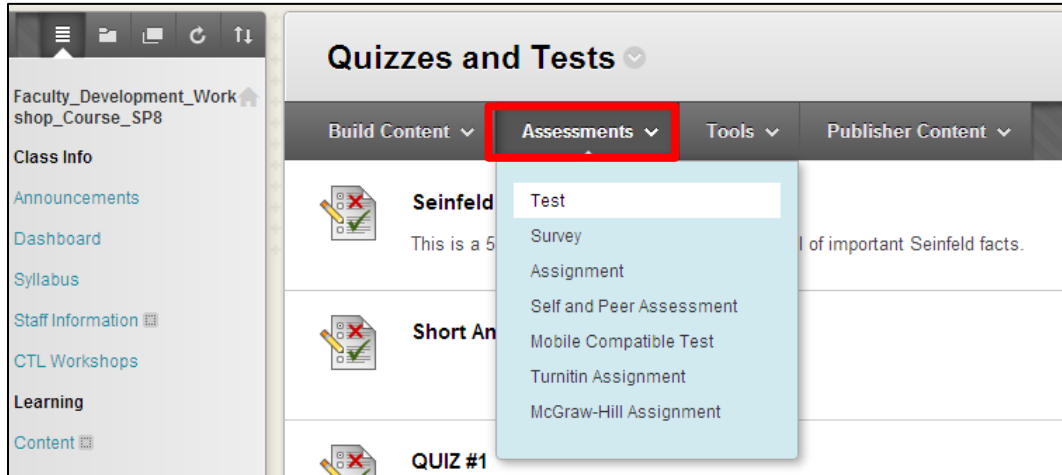 Faculty_Development_Work
shop_Course_SP8
Class Info
Announcements
Dashboard
Syllabus
Staff Information
CTL Workshops
Learning
Content
Quizzes and Tests
Build Content Assessments Tools Publisher Content
Seinfeld
This is a 5 l of important Seinfeld facts.
Short An
QUIZ #1
Test
Survey
Assignment
Self and Peer Assessment
Mobile Compatible Test
Turnitin Assignment
McGraw-Hill Assignment